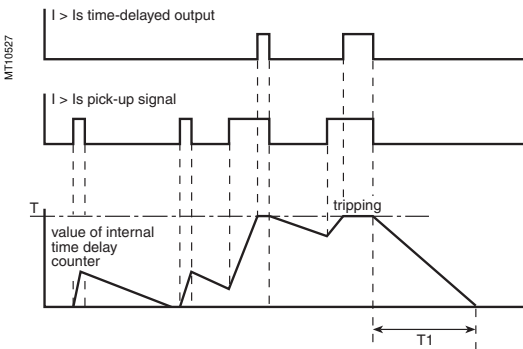 I > Is time-delayed output
MT10527
I > Is pick-up signal
T
tripping
value of internal
time delay
counter
T1